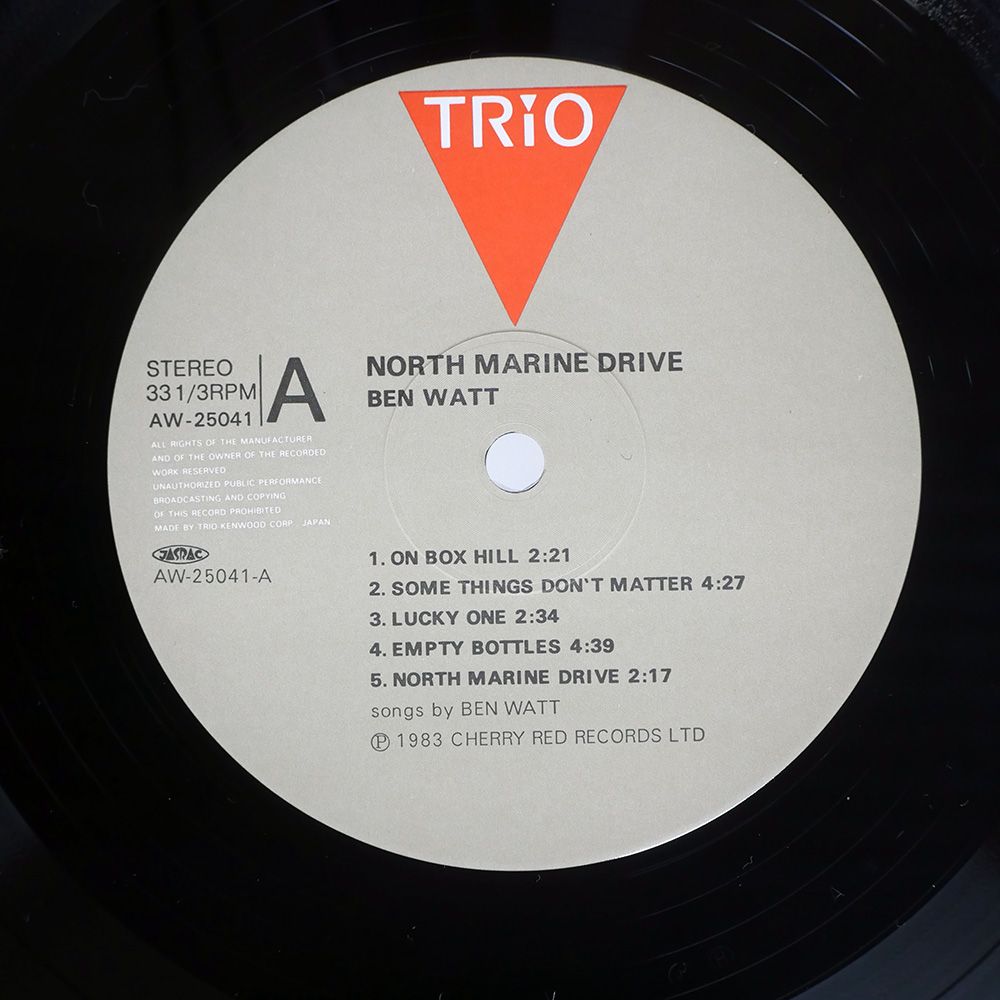 TRiO
STEREO
33 1/3RPM
AW-25041
A
NORTH MARINE DRIVE
BEN WATT
ALL RIGHTS OF THE MANUFACTURER
AND OF THE OWNER OF THE RECORDED
WORK RESERVED
UNAUTHORIZED PUBLIC PERFORMANCE
BROADCASTING AND COPYING
OF THIS RECORD PROHIBITED
MADE BY TRIO-KENWOOD CORP. JAPAN
JASRAC
AW-25041-A
1. ON BOX HILL 2:21
2. SOME THINGS DON'T MATTER 4:27
3. LUCKY ONE 2:34
4. EMPTY BOTTLES 4:39
5. NORTH MARINE DRIVE 2:17
songs by BEN WATT
Ⓟ 1983 CHERRY RED RECORDS LTD